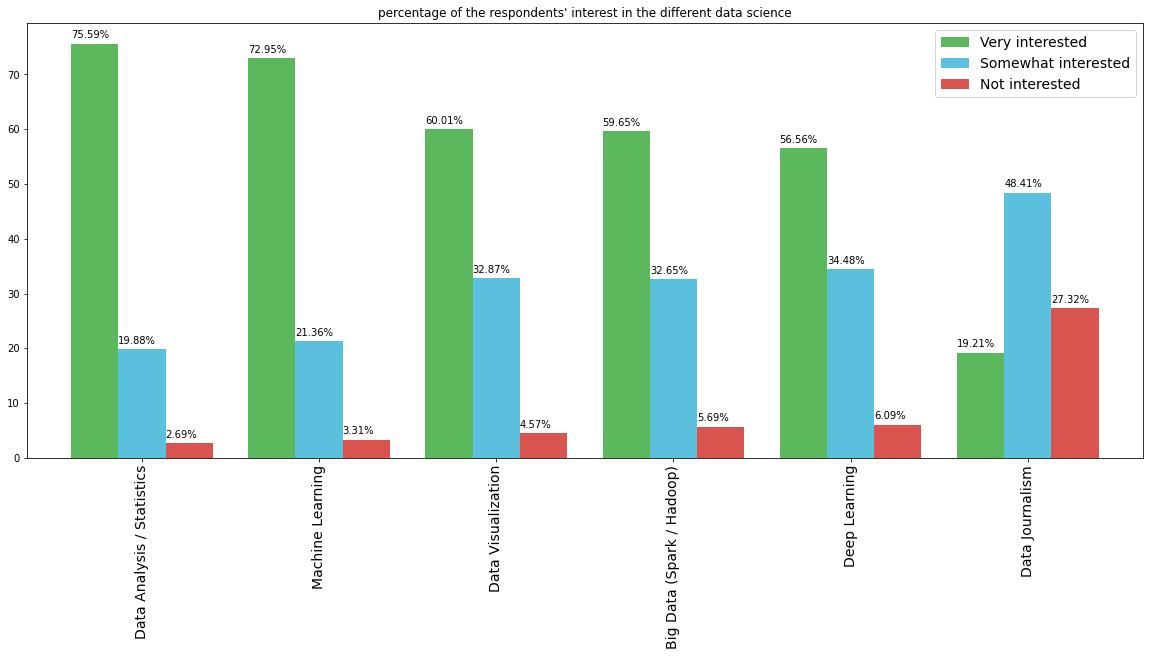 percentage of the respondents' interest in the different data science
75.59%
72.95%
60.01%
59.65%
56.56%
48.41%
32.87%
32.65%
34.48%
27.32%
19.88%
21.36%
19.21%
2.69%
3.31%
4.57%
5.69%
6.09%
Very interested
Somewhat interested
Not interested
70
60
50
40
30
20
10
0
Data Analysis / Statistics
Machine Learning
Data Visualization
Big Data (Spark / Hadoop)
Deep Learning
Data Journalism